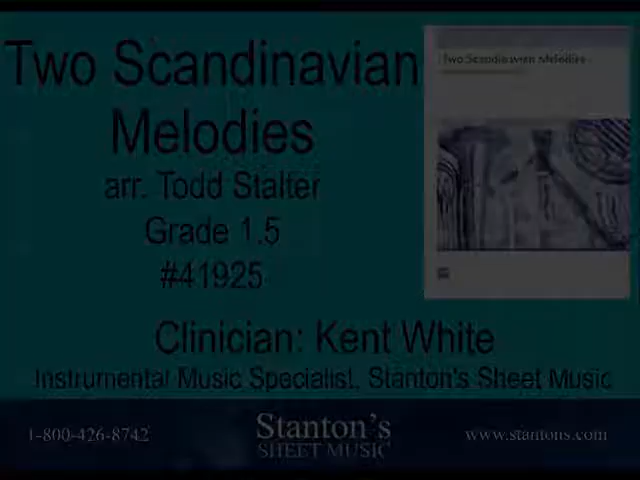 Two Scandinavian
Melodies
arr. Todd Stalter
Grade 1.5
#41925
Two Scandinavian Melodies
Clinician: Kent White
Instrumental Music Specialist, Stanton's Sheet Music
1-800-426-8742
Stanton's
SHEET MUSIC
www.stantons.com